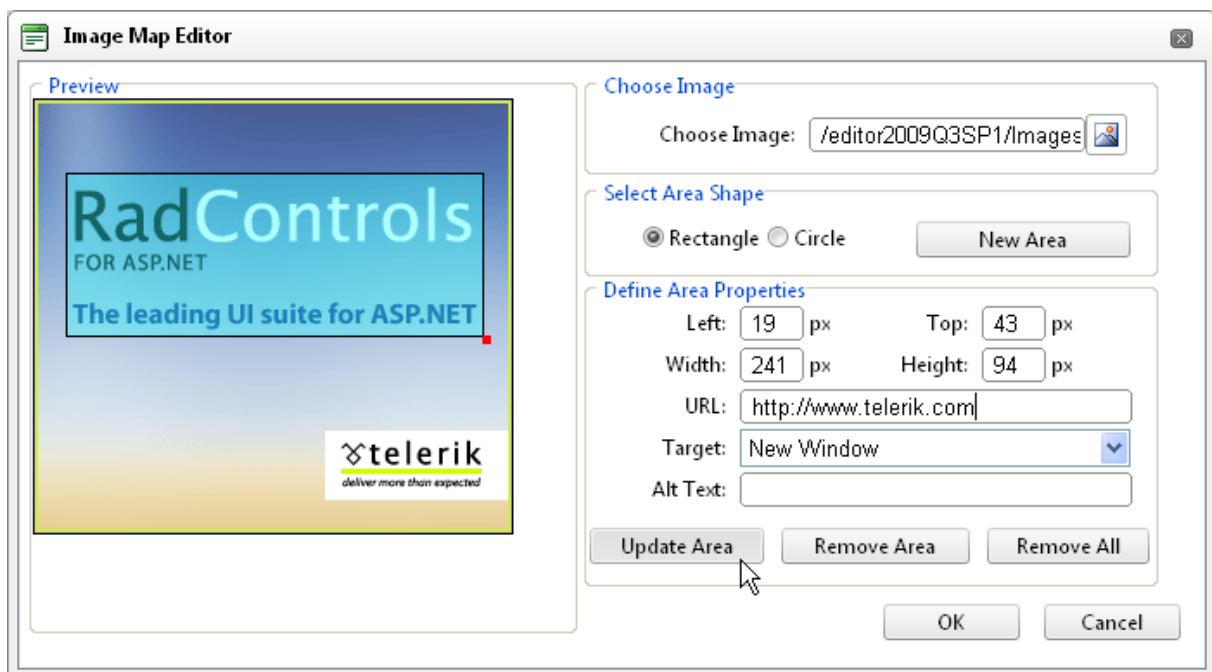 Image Map Editor
Preview
RadControls
FOR ASP.NET
The leading UI suite for ASP.NET
telerik
deliver more than expected
Choose Image
Choose Image: /editor2009Q3SP1/Images
Select Area Shape
Rectangle Circle New Area
Define Area Properties
Left: 19 px Top: 43 px
Width: 241 px Height: 94 px
URL: http://www.telerik.com
Target: New Window
Alt Text:
Update Area Remove Area Remove All
OK Cancel